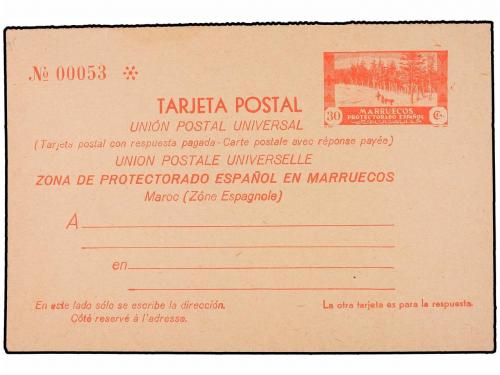 № 00053 ※
TARJETA POSTAL
30 MARRUECOS Cs.
PROTECTORADO ESPAÑOL
UNIÓN POSTAL UNIVERSAL
(Tarjeta postal con respuesta pagada - Carte postale avec réponse payée)
UNION POSTALE UNIVERSELLE
ZONA DE PROTECTORADO ESPAÑOL EN MARRUECOS
Maroc (Zône Espagnole)
A
en
En este lado sólo se escribe la dirección.
Côté reservé à l'adresse.
La otra tarjeta es para la respuesta.